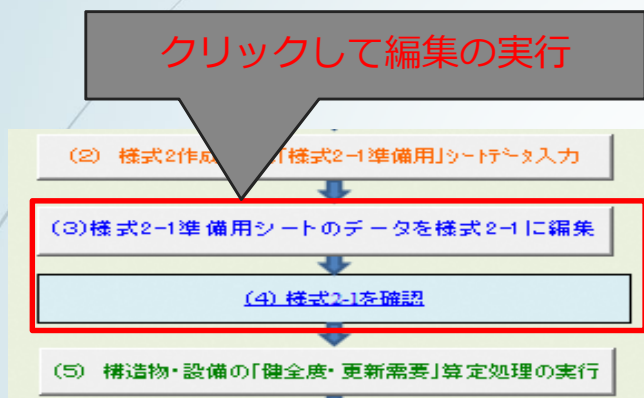 クリックして編集の実行
(2) 様式2作成 「様式2-1準備用」シートデータ入力
(3)様式2-1準備用シートのデータを様式2-1に編集
(4) 様式2-1を確認
(5) 構造物・設備の「健全度・更新需要」算定処理の実行